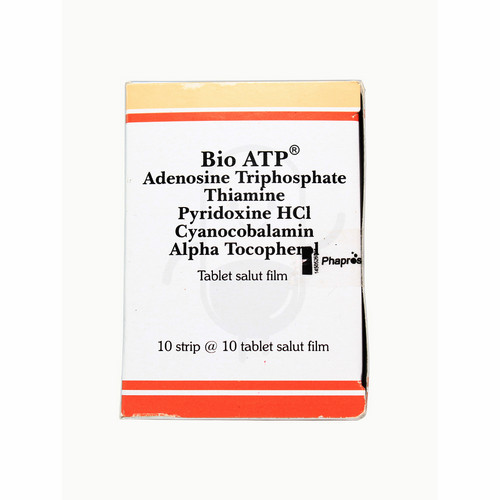 Bio ATP®
Adenosine Triphosphate
Thiamine
Pyridoxine HCl
Cyanocobalamin
Alpha Tocopherol
Phapros
Tablet salut film
10 strip @ 10 tablet salut film